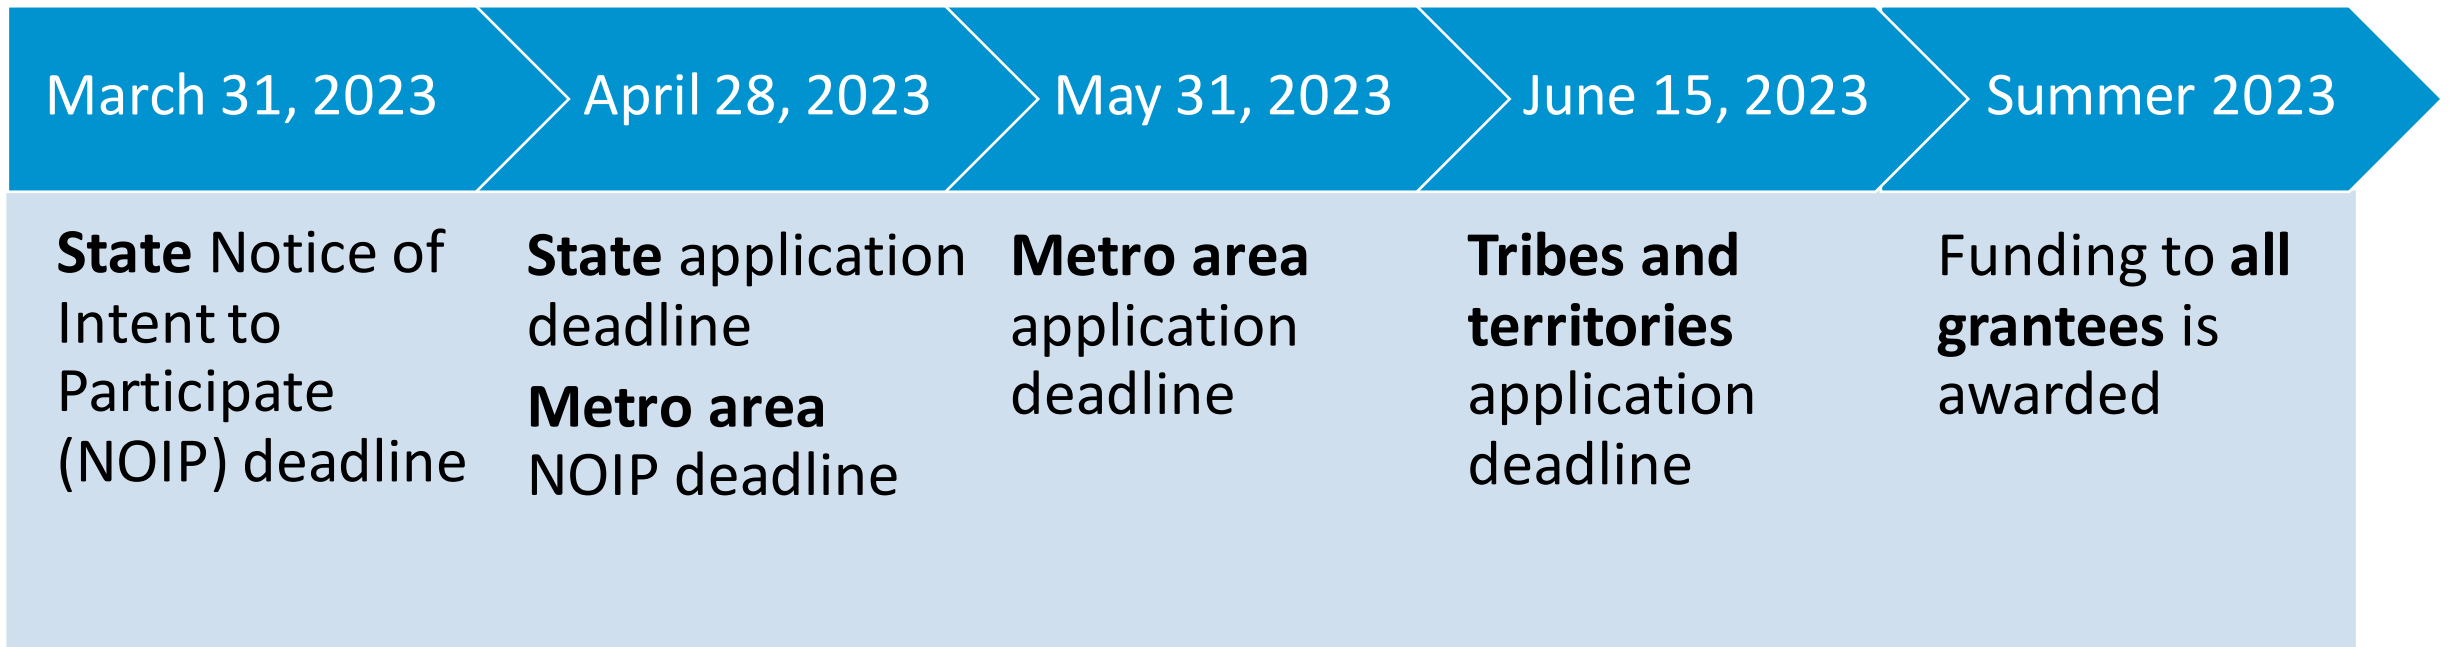 March 31, 2023
April 28, 2023
May 31, 2023
June 15, 2023
Summer 2023
State Notice of
Intent to
Participate
(NOIP) deadline
State application
deadline
Metro area
NOIP deadline
Metro area
application
deadline
Tribes and
territories
application
deadline
Funding to all
grantees is
awarded